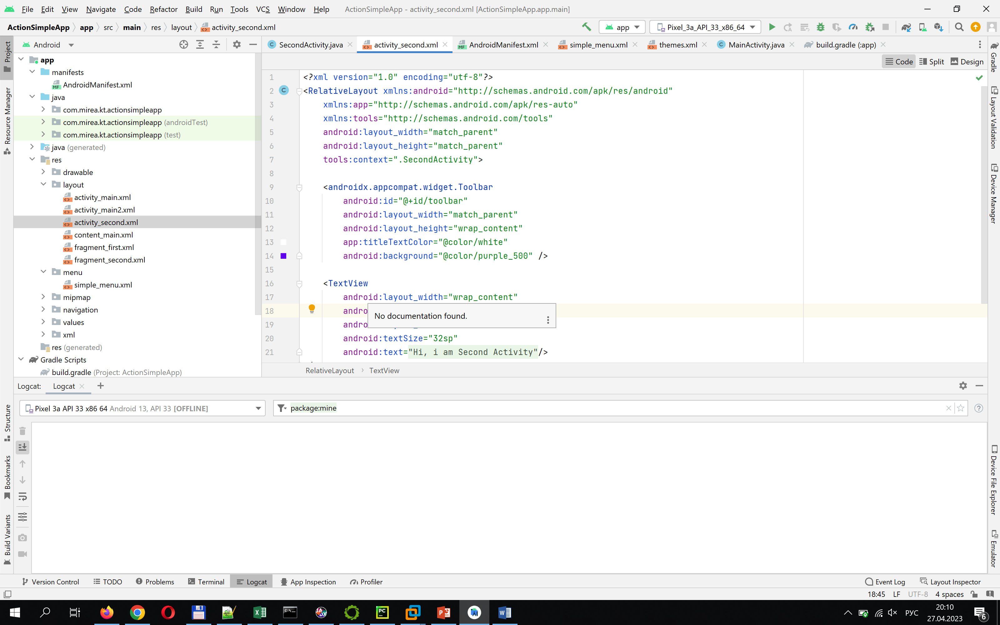 File Edit View Navigate Code Refactor Build Run Tools VCS Window Help ActionSimpleApp - activity_second.xml [ActionSimpleApp.app.main]
ActionSimpleApp app src main res layout activity_second.xml app Pixel_3a_API_33_x86_64
Android
SecondActivity.java activity_second.xml AndroidManifest.xml simple_menu.xml themes.xml MainActivity.java build.gradle (:app)
Code Split Design
Project
Resource Manager
Structure
Bookmarks
Build Variants
app
manifests
AndroidManifest.xml
java
com.mirea.kt.actionsimpleapp
com.mirea.kt.actionsimpleapp (androidTest)
com.mirea.kt.actionsimpleapp (test)
java (generated)
res
drawable
layout
activity_main.xml
activity_main2.xml
activity_second.xml
content_main.xml
fragment_first.xml
fragment_second.xml
menu
simple_menu.xml
mipmap
navigation
values
xml
res (generated)
Gradle Scripts
build.gradle (Project: ActionSimpleApp)
1 <?xml version="1.0" encoding="utf-8"?>
2 <RelativeLayout xmlns:android="http://schemas.android.com/apk/res/android"
3 xmlns:app="http://schemas.android.com/apk/res-auto"
4 xmlns:tools="http://schemas.android.com/tools"
5 android:layout_width="match_parent"
6 android:layout_height="match_parent"
7 tools:context=".SecondActivity">
8
9 <androidx.appcompat.widget.Toolbar
10 android:id="@+id/toolbar"
11 android:layout_width="match_parent"
12 android:layout_height="wrap_content"
13 app:titleTextColor="@color/white"
14 android:background="@color/purple_500" />
15
16 <TextView
17 android:layout_width="wrap_content"
18 andro
No documentation found.
19 andro
20 android:textSize="32sp"
21 android:text="Hi, i am Second Activity"/>
RelativeLayout TextView
Gradle
Layout Validation
Device Manager
Device File Explorer
Emulator
Logcat: Logcat
Pixel 3a API 33 x86 64 Android 13, API 33 [OFFLINE] package:mine
Version Control TODO Problems Terminal Logcat App Inspection Profiler Event Log Layout Inspector
18:45 LF UTF-8 4 spaces
РУС
20:10
27.04.2023
6